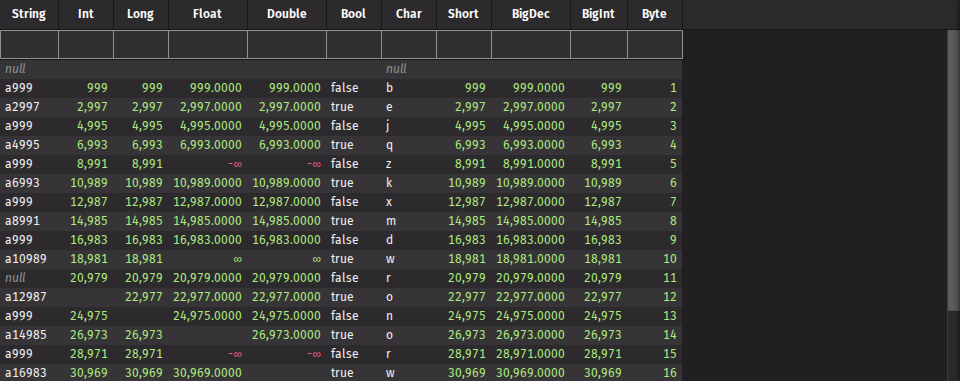 String Int Long Float Double Bool Char Short BigDec BigInt Byte
null null
a999 999 999 999.0000 999.0000 false b 999 999.0000 999 1
a2997 2,997 2,997 2,997.0000 2,997.0000 true e 2,997 2,997.0000 2,997 2
a999 4,995 4,995 4,995.0000 4,995.0000 false j 4,995 4,995.0000 4,995 3
a4995 6,993 6,993 6,993.0000 6,993.0000 true q 6,993 6,993.0000 6,993 4
a999 8,991 8,991 -∞ -∞ false z 8,991 8,991.0000 8,991 5
a6993 10,989 10,989 10,989.0000 10,989.0000 true k 10,989 10,989.0000 10,989 6
a999 12,987 12,987 12,987.0000 12,987.0000 false x 12,987 12,987.0000 12,987 7
a8991 14,985 14,985 14,985.0000 14,985.0000 true m 14,985 14,985.0000 14,985 8
a999 16,983 16,983 16,983.0000 16,983.0000 false d 16,983 16,983.0000 16,983 9
a10989 18,981 18,981 ∞ ∞ true w 18,981 18,981.0000 18,981 10
null 20,979 20,979 20,979.0000 20,979.0000 false r 20,979 20,979.0000 20,979 11
a12987 22,977 22,977.0000 22,977.0000 true o 22,977 22,977.0000 22,977 12
a999 24,975 24,975.0000 24,975.0000 false n 24,975 24,975.0000 24,975 13
a14985 26,973 26,973 26,973.0000 true o 26,973 26,973.0000 26,973 14
a999 28,971 28,971 -∞ -∞ false r 28,971 28,971.0000 28,971 15
a16983 30,969 30,969 30,969.0000 true w 30,969 30,969.0000 30,969 16